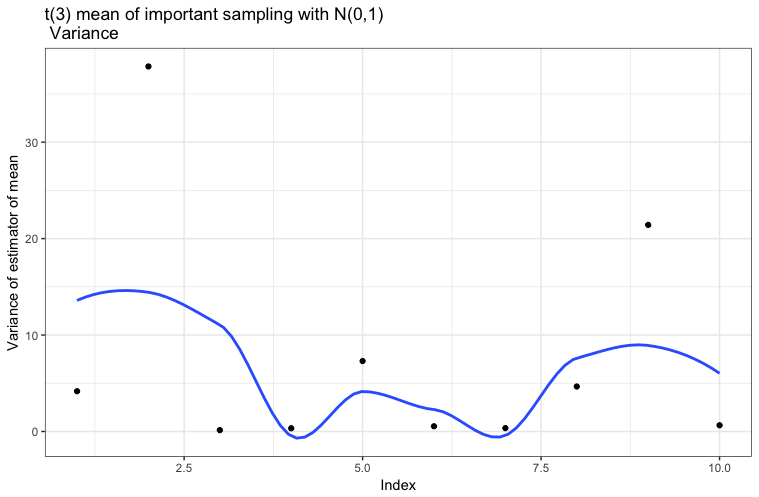 t(3) mean of important sampling with N(0,1)
Variance
Variance of estimator of mean
30
20
10
0
2.5
5.0
7.5
10.0
Index